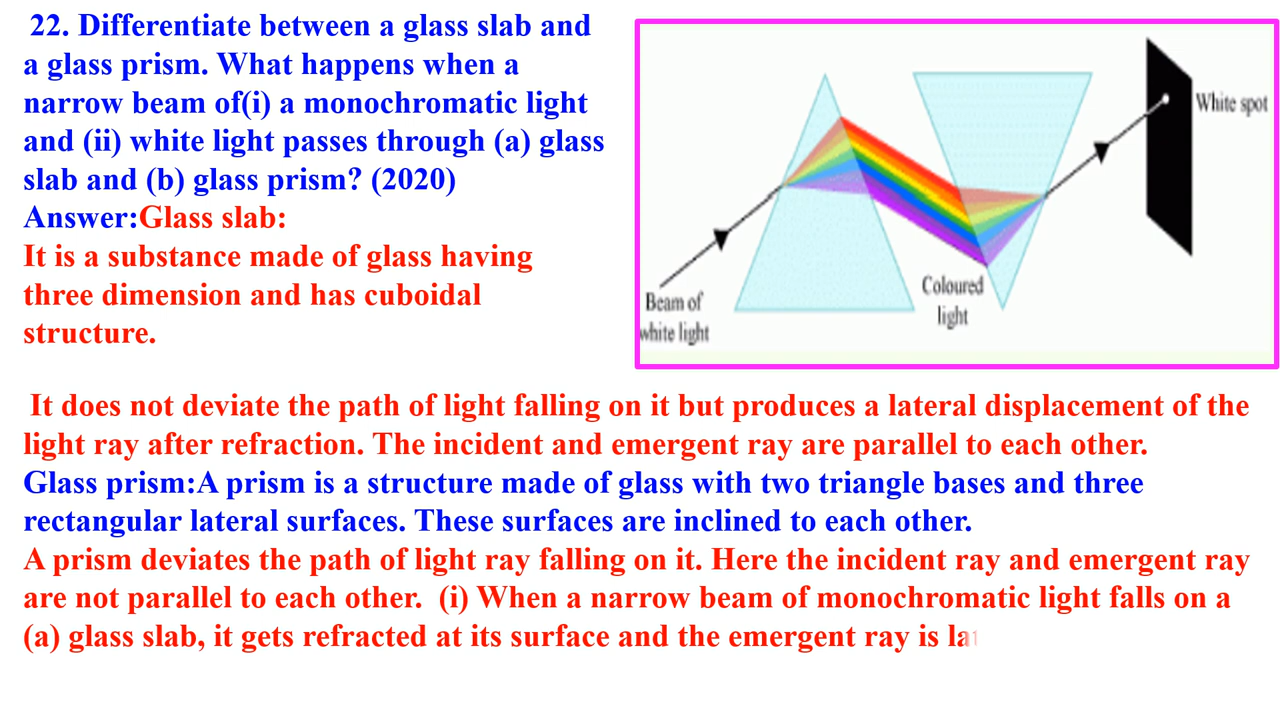 22. Differentiate between a glass slab and
a glass prism. What happens when a
narrow beam of(i) a monochromatic light
and (ii) white light passes through (a) glass
slab and (b) glass prism? (2020)
Answer:Glass slab:
It is a substance made of glass having
three dimension and has cuboidal
structure.
White spot
Coloured
light
Beam of
white light
It does not deviate the path of light falling on it but produces a lateral displacement of the
light ray after refraction. The incident and emergent ray are parallel to each other.
Glass prism:A prism is a structure made of glass with two triangle bases and three
rectangular lateral surfaces. These surfaces are inclined to each other.
A prism deviates the path of light ray falling on it. Here the incident ray and emergent ray
are not parallel to each other. (i) When a narrow beam of monochromatic light falls on a
(a) glass slab, it gets refracted at its surface and the emergent ray is